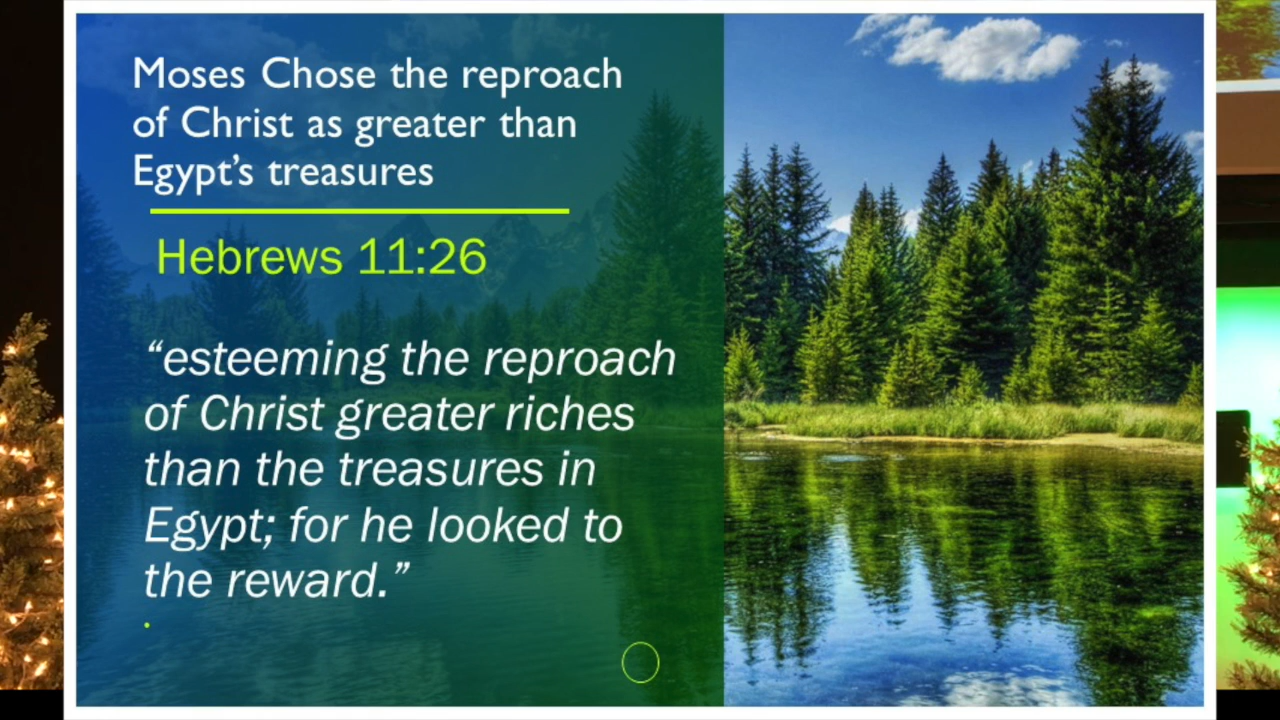 Moses Chose the reproach
of Christ as greater than
Egypt’s treasures
Hebrews 11:26
“esteeming the reproach
of Christ greater riches
than the treasures in
Egypt; for he looked to
the reward.”